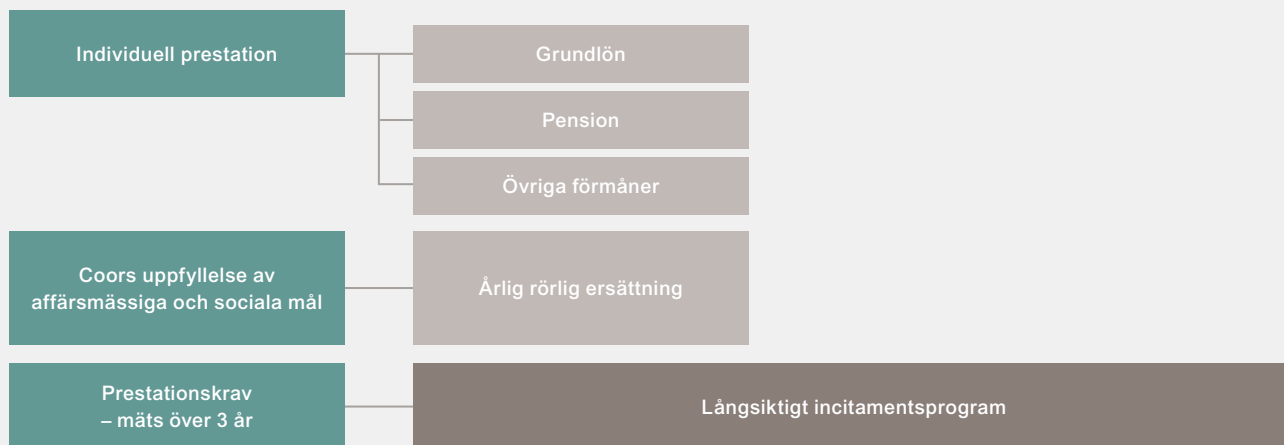 Individuell prestation
Grundlön
Pension
Övriga förmåner
Coors uppfyllelse av
affärsmässiga och sociala mål
Årlig rörlig ersättning
Prestationskrav
– mäts över 3 år
Långsiktigt incitamentsprogram